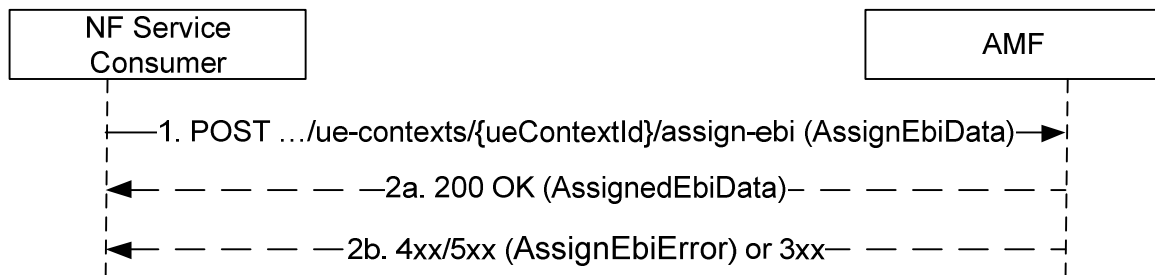 NF Service
Consumer
AMF
1. POST …/ue-contexts/{ueContextId}/assign-ebi (AssignEbiData)
2a. 200 OK (AssignedEbiData)
2b. 4xx/5xx (AssignEbiError) or 3xx